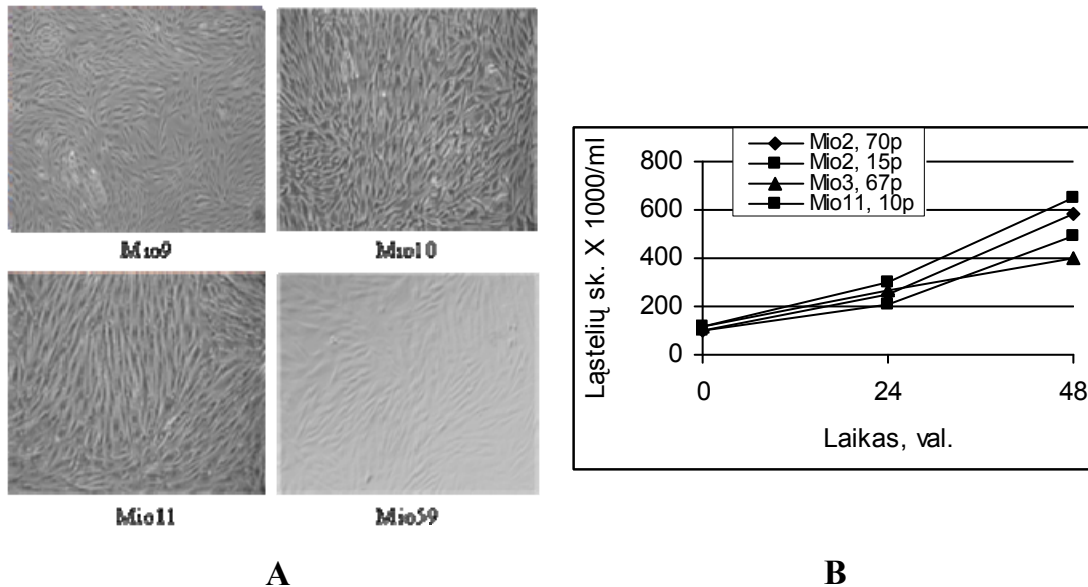 Mio9
Mio10
Mio11
Mio59
A
Mio2, 70p
Mio2, 15p
Mio3, 67p
Mio11, 10p
800
600
400
200
0
Ląstelių sk. X 1000/ml
0
24
48
Laikas, val.
B